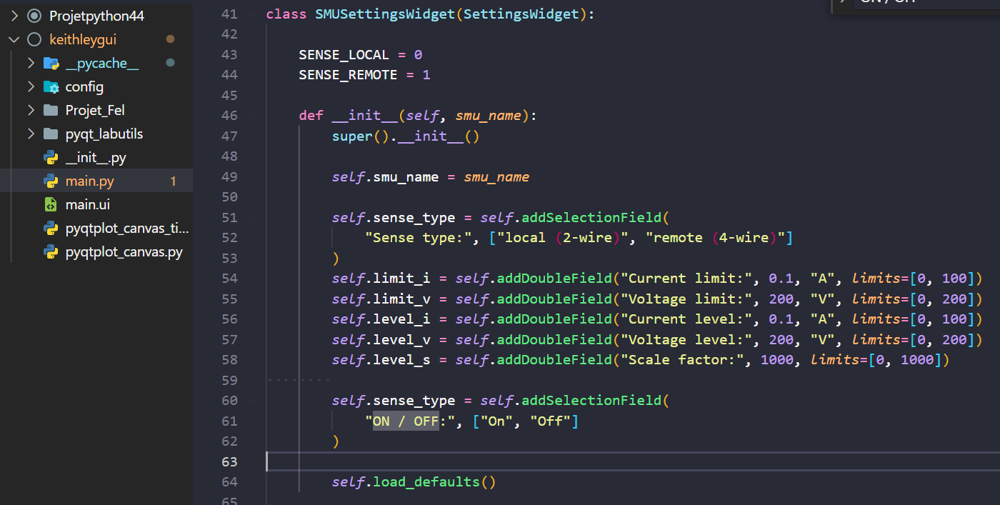 Projetpython44
keithleygui
__pycache__
config
Projet_Fel
pyqt_labutils
__init__.py
main.py 1
main.ui
pyqtplot_canvas_ti...
pyqtplot_canvas.py
41 class SMUSettingsWidget(SettingsWidget):
42
43 SENSE_LOCAL = 0
44 SENSE_REMOTE = 1
45
46 def __init__(self, smu_name):
47 super().__init__()
48
49 self.smu_name = smu_name
50
51 self.sense_type = self.addSelectionField(
52 "Sense type:", ["local (2-wire)", "remote (4-wire)"]
53 )
54 self.limit_i = self.addDoubleField("Current limit:", 0.1, "A", limits=[0, 100])
55 self.limit_v = self.addDoubleField("Voltage limit:", 200, "V", limits=[0, 200])
56 self.level_i = self.addDoubleField("Current level:", 0.1, "A", limits=[0, 100])
57 self.level_v = self.addDoubleField("Voltage level:", 200, "V", limits=[0, 200])
58 self.level_s = self.addDoubleField("Scale factor:", 1000, limits=[0, 1000])
59
60 self.sense_type = self.addSelectionField(
61 "ON / OFF:", ["On", "Off"]
62 )
63
64 self.load_defaults()
65